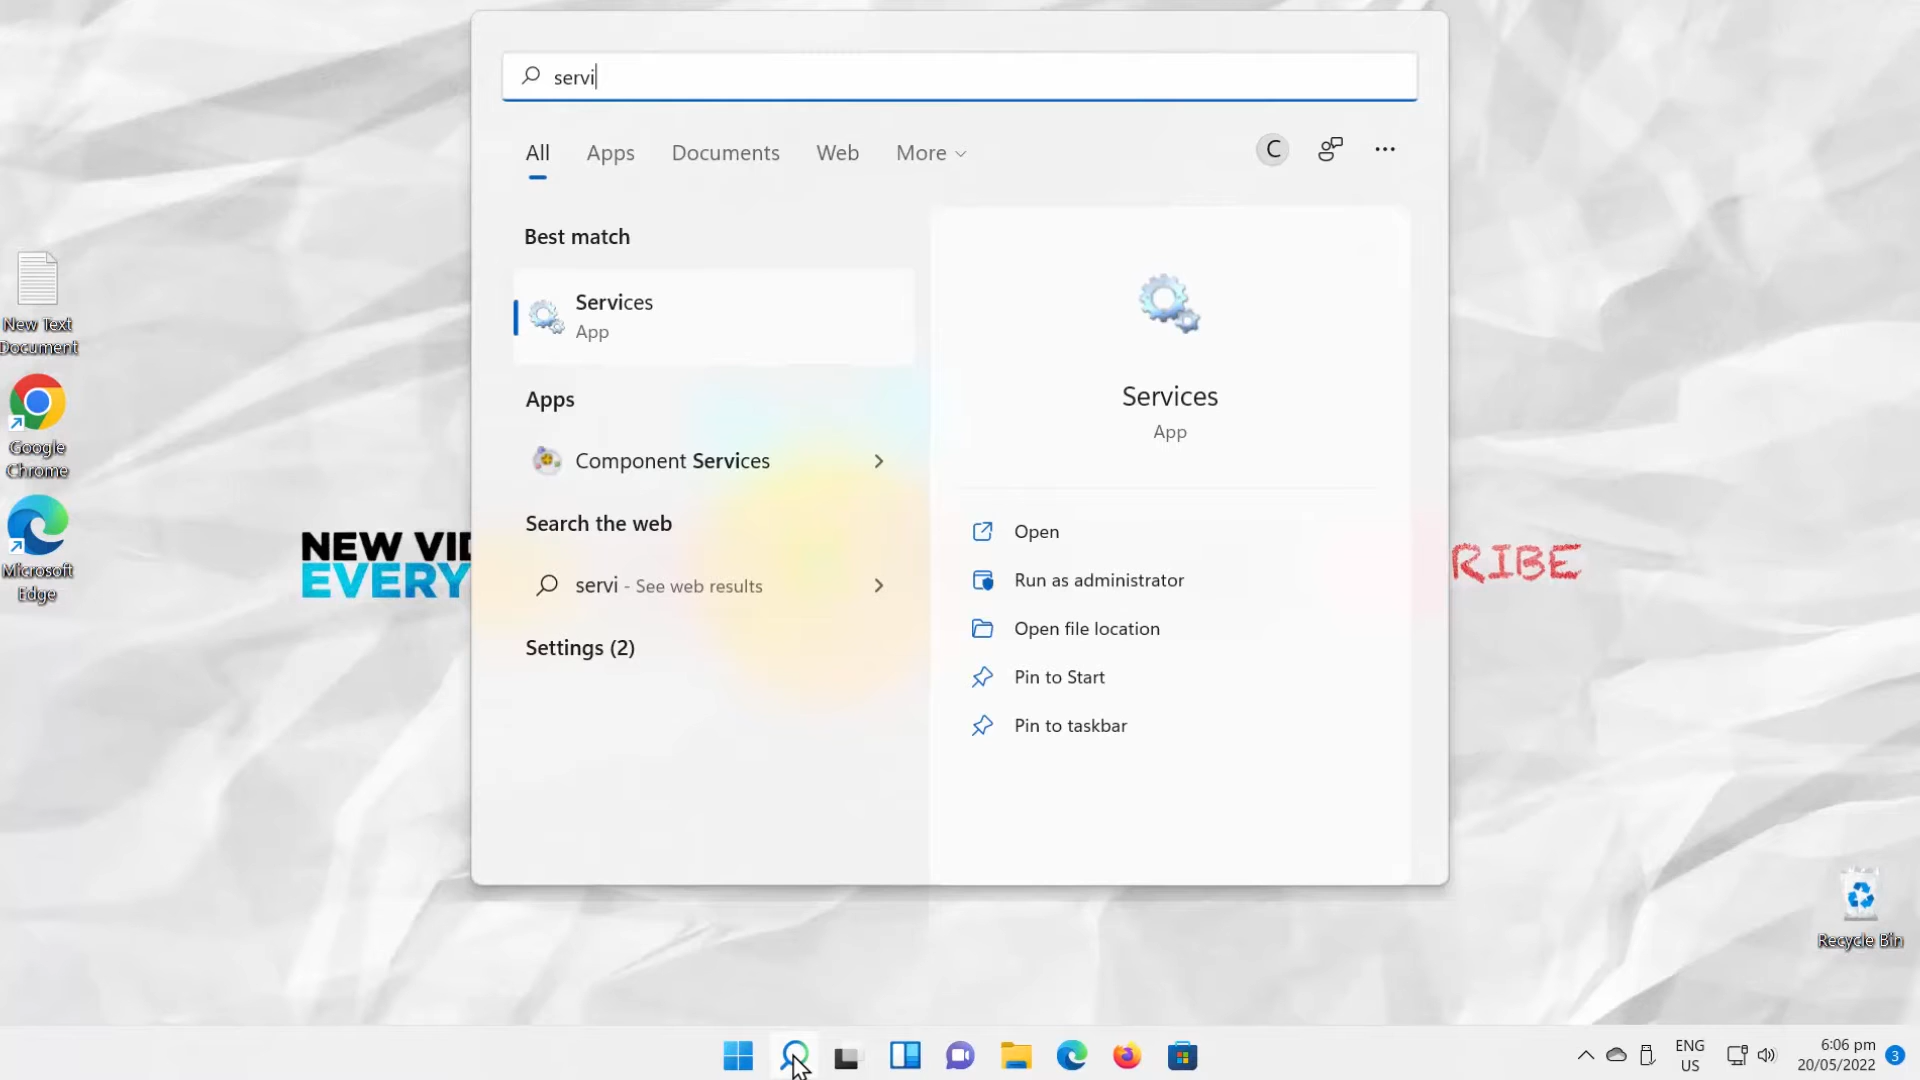 servi
All Apps Documents Web More
C
Best match
Services
App
Apps
Component Services
Search the web
servi - See web results
Settings (2)
Services
App
Open
Run as administrator
Open file location
Pin to Start
Pin to taskbar
New Text
Document
Google
Chrome
Microsoft
Edge
NEW VID
EVERY
RIBE
Recycle Bin
ENG
US
6:06 pm
20/05/2022
3